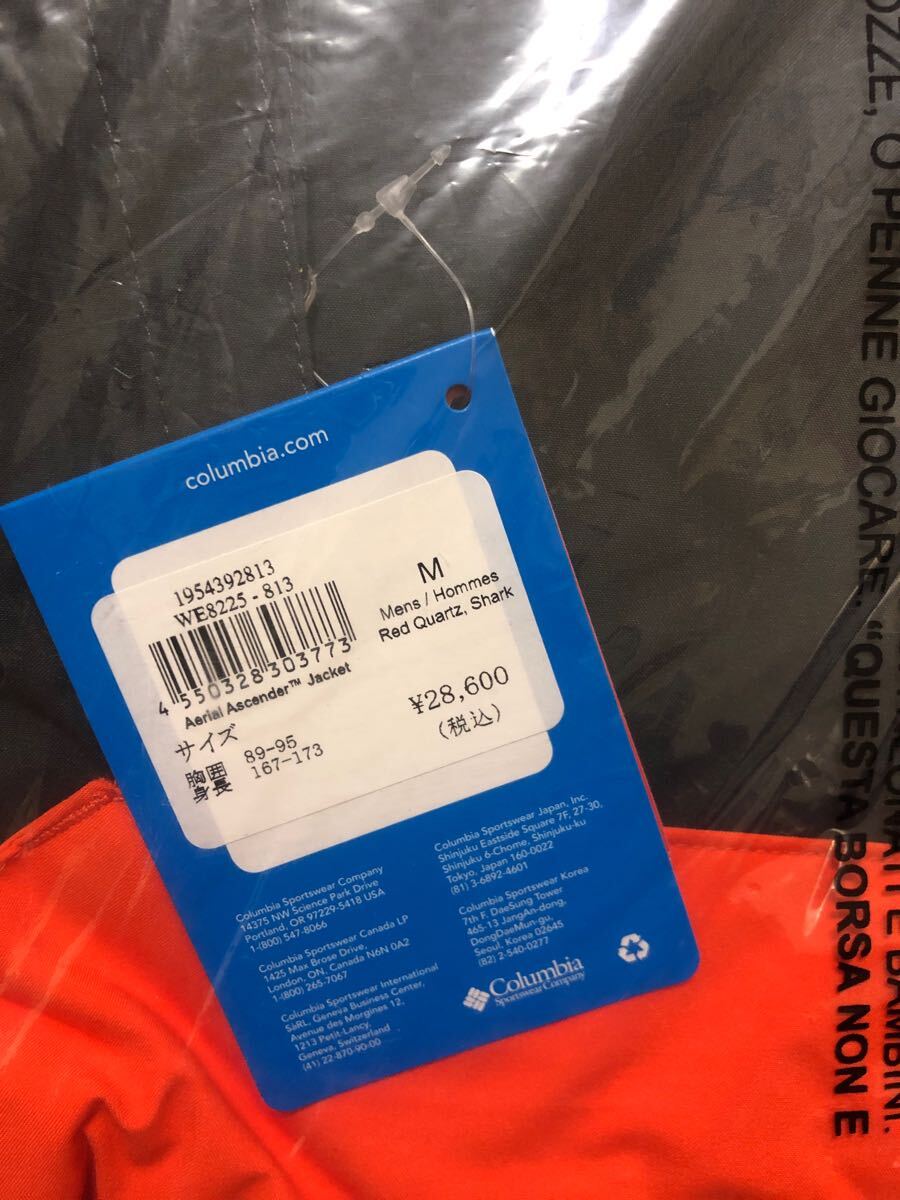 columbia.com
1954392813
WE8225-813
4 550328 303773
Aerial Ascender™ Jacket
サイズ
胸囲 89-95
身長 167-173
M
Mens / Hommes
Red Quartz, Shark
¥28,600
(税込)
Columbia Sportswear Company
14375 NW Science Park Drive
Portland, OR 97229-5418 USA
1-(800) 547-8066
Columbia Sportswear Canada LP
1425 Max Brose Drive,
London, ON, Canada N6N 0A2
1-(800) 265-7067
Columbia Sportswear International
SàRL, Geneva Business Center,
Avenue des Morgines 12,
1213 Petit-Lancy,
Geneva, Switzerland
(41) 22-870-90-00
Columbia Sportswear Japan, Inc.
Shinjuku Eastside Square 7F, 27-30,
Shinjuku 6-Chome, Shinjuku-ku
Tokyo, Japan 160-0022
(81) 3-6892-4601
Columbia Sportswear Korea
7th F. DaeSung Tower
465-13 JangAn-dong,
DongDaeMun-gu,
Seoul, Korea 02645
(82) 2-540-0277
Columbia
Sportswear Company
OZZE, O PENNE GIOCARE. “QUESTA BORSA NON E
E BAMBINI.